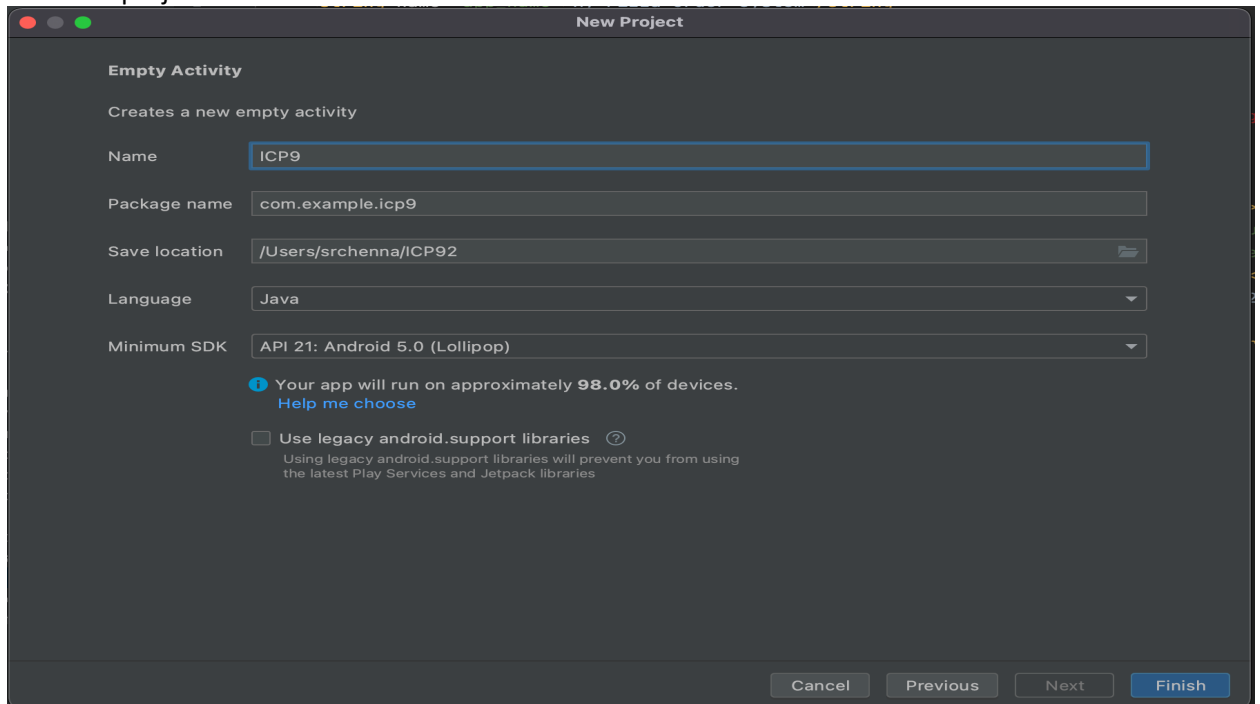 New Project
Empty Activity
Creates a new empty activity
Name ICP9
Package name com.example.icp9
Save location /Users/srchenna/ICP92
Language Java
Minimum SDK API 21: Android 5.0 (Lollipop)
i Your app will run on approximately 98.0% of devices.
Help me choose
Use legacy android.support libraries ?
Using legacy android.support libraries will prevent you from using
the latest Play Services and Jetpack libraries
Cancel Previous Next Finish